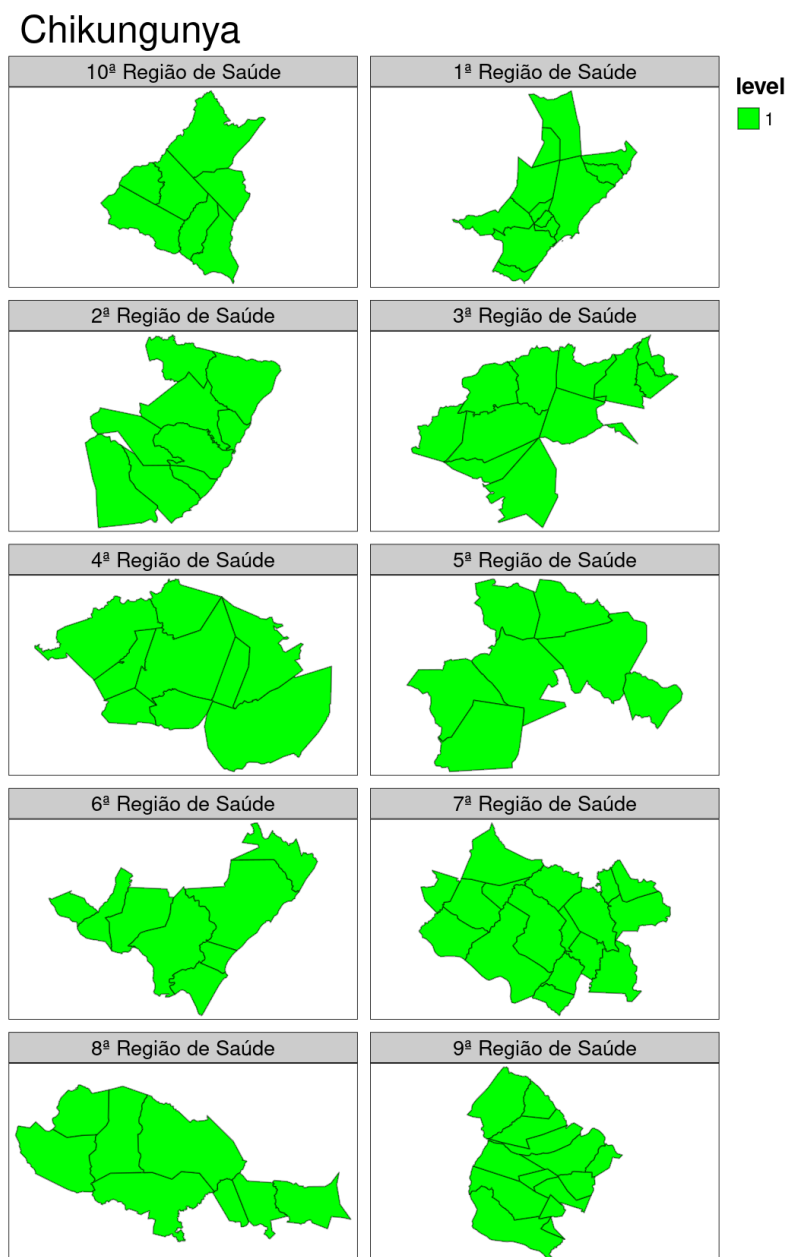 Chikungunya
10ª Região de Saúde
1ª Região de Saúde
level
1
2ª Região de Saúde
3ª Região de Saúde
4ª Região de Saúde
5ª Região de Saúde
6ª Região de Saúde
7ª Região de Saúde
8ª Região de Saúde
9ª Região de Saúde